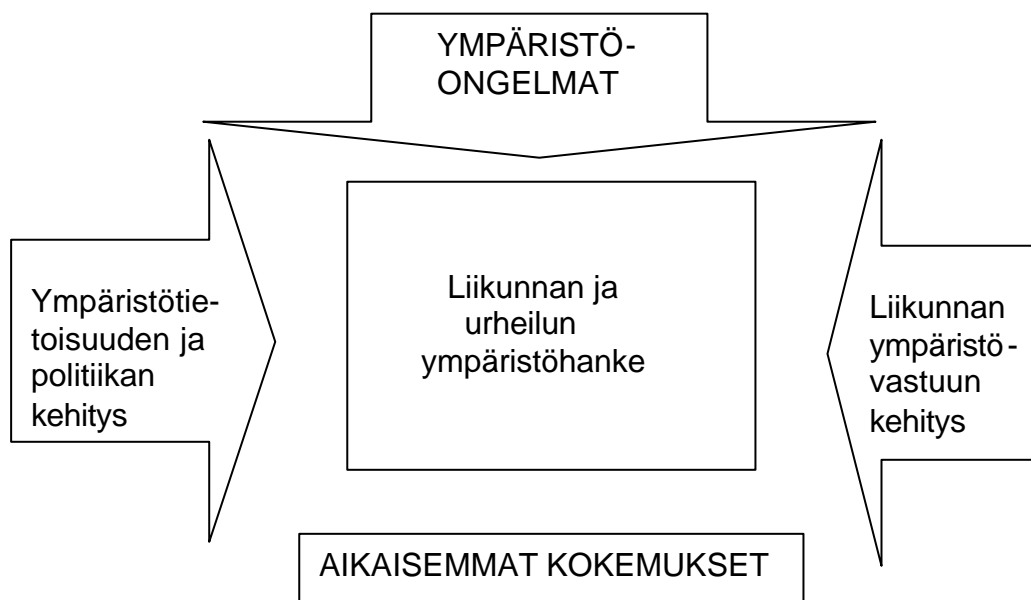 YMPÄRISTÖ-
ONGELMAT
Ympäristötie-
toisuuden ja
politiikan
kehitys
Liikunnan ja
urheilun
ympäristöhanke
Liikunnan
ympäristö-
vastuun
kehitys
AIKAISEMMAT KOKEMUKSET